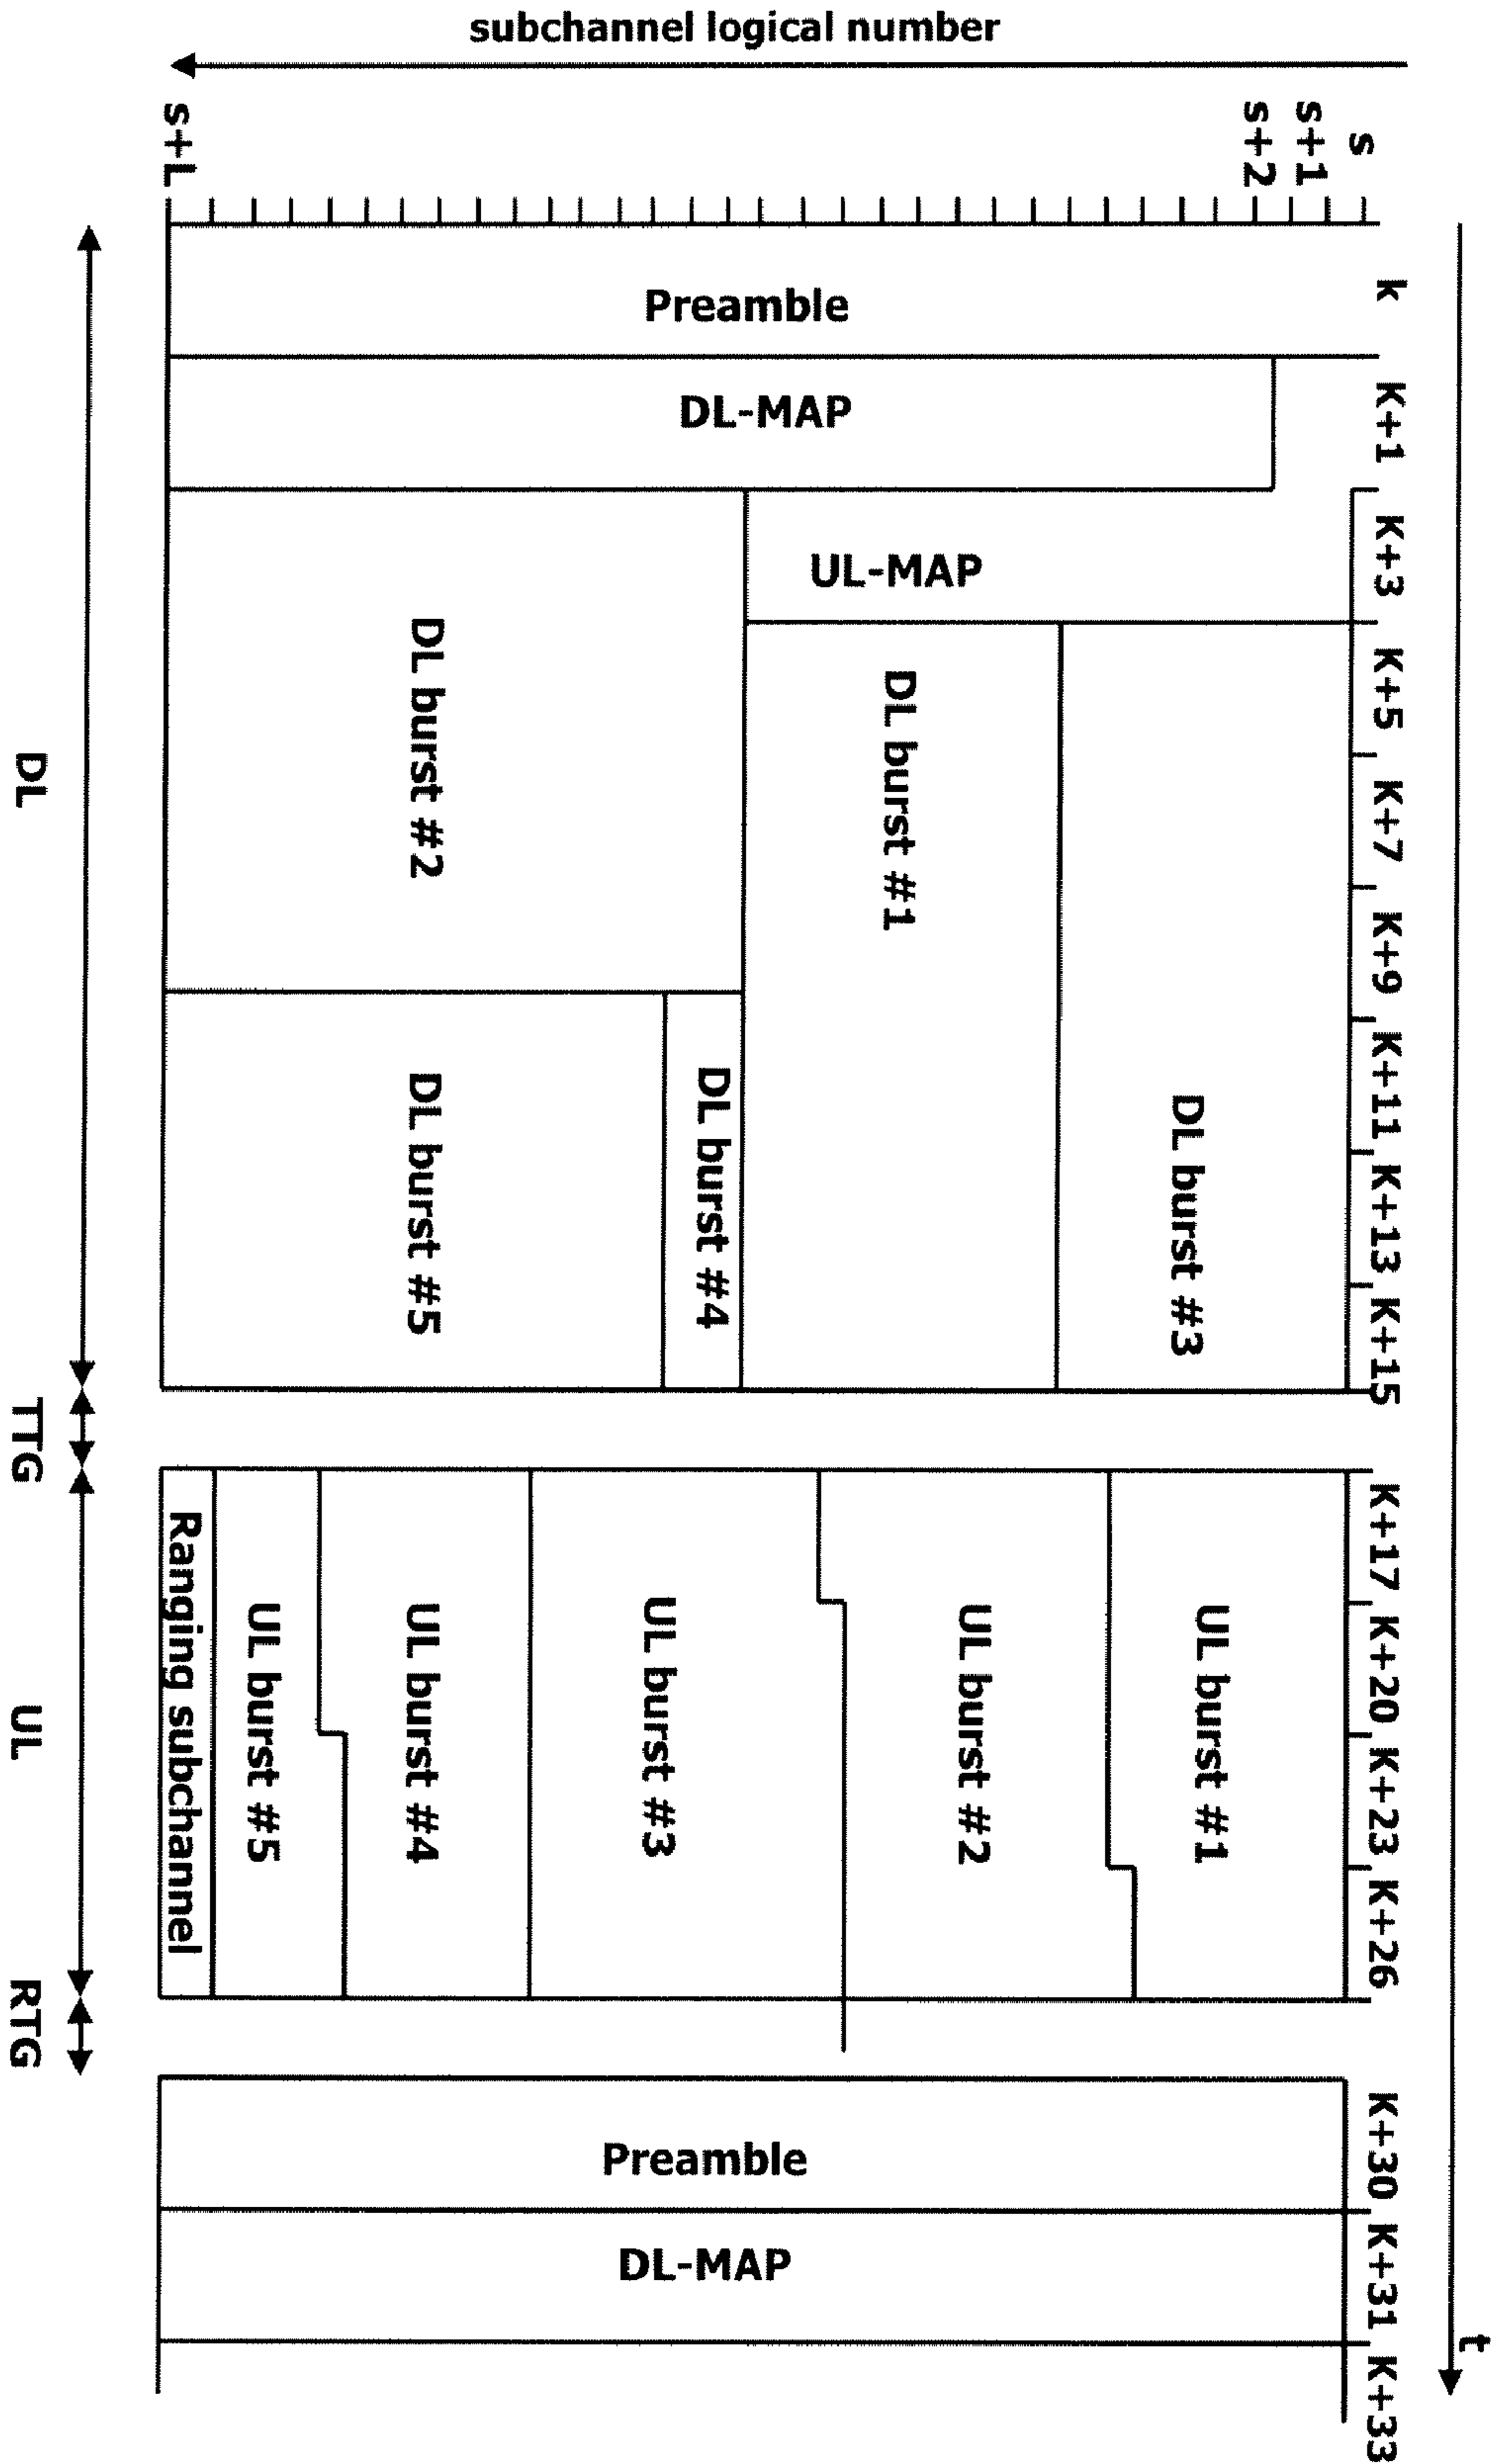 t
k
K+1
K+3
K+5
K+7
K+9
K+11
K+13
K+15
K+17
K+20
K+23
K+26
K+30
K+31
K+33
subchannel logical number
s
s+1
s+2
s+L
Preamble
DL-MAP
UL-MAP
DL burst #3
DL burst #1
DL burst #2
DL burst #4
DL burst #5
UL burst #1
UL burst #2
UL burst #3
UL burst #4
UL burst #5
Ranging subchannel
Preamble
DL-MAP
DL
TTG
UL
RTG